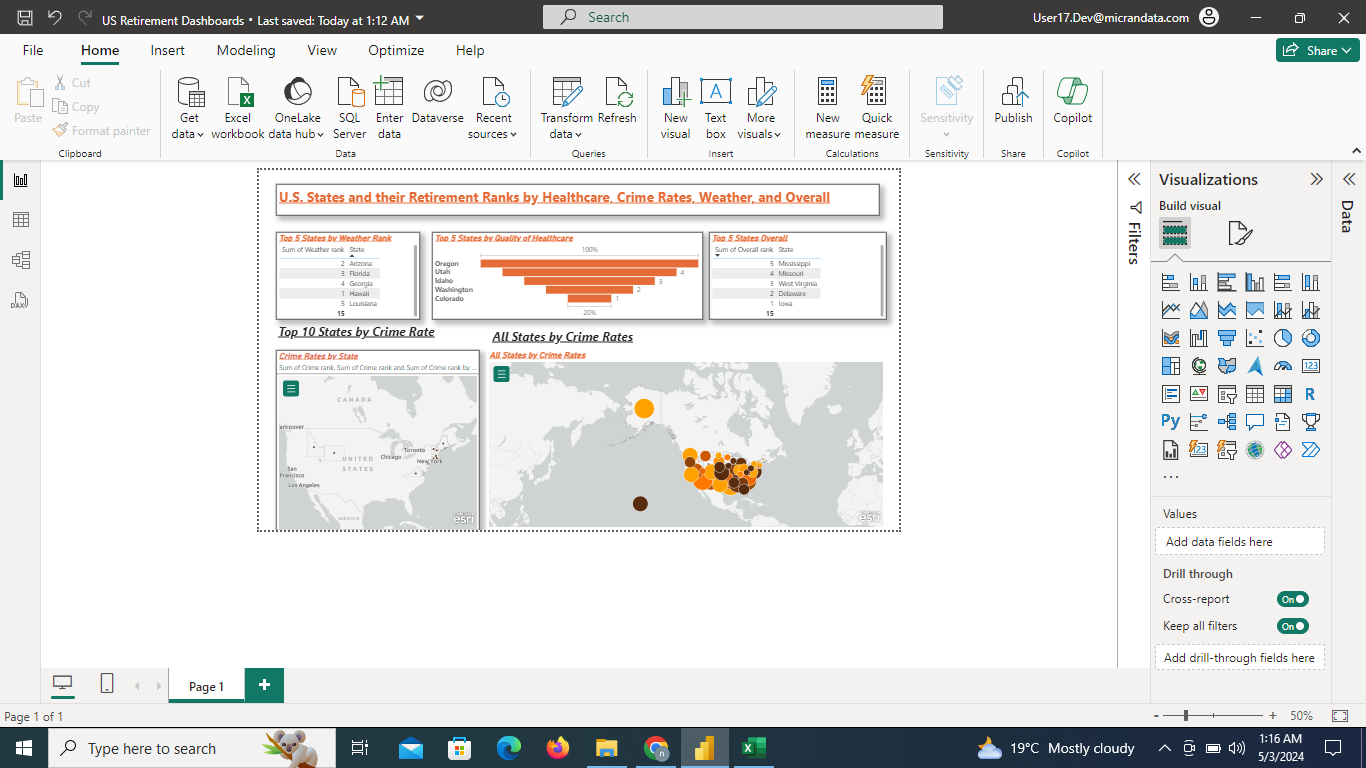 US Retirement Dashboards • Last saved: Today at 1:12 AM
Search
User17.Dev@micrandata.com
File Home Insert Modeling View Optimize Help
Share
Paste
Cut
Copy
Format painter
Clipboard
Get data
Excel workbook
OneLake data hub
SQL Server
Enter data
Dataverse
Recent sources
Data
Transform data
Refresh
Queries
New visual
Text box
More visuals
Insert
New measure
Quick measure
Calculations
Sensitivity
Sensitivity
Publish
Share
Copilot
Copilot
U.S. States and their Retirement Ranks by Healthcare, Crime Rates, Weather, and Overall
Top 5 States by Weather Rank
Sum of Weather rank State
2 Arizona
3 Florida
4 Georgia
1 Hawaii
5 Louisiana
15
Top 5 States by Quality of Healthcare
100%
Oregon
Utah 4
Idaho 3
Washington 2
Colorado 1
20%
Top 5 States Overall
Sum of Overall rank State
5 Mississippi
4 Missouri
3 West Virginia
2 Delaware
1 Iowa
15
Top 10 States by Crime Rate
Crime Rates by State
Sum of Crime rank, Sum of Crime rank and Sum of Crime rank by ...
CANADA
ancouver
UNITED
STATES
Toronto
Chicago
New York
San
Francisco
Los Angeles
MÉXICO
esri
All States by Crime Rates
All States by Crime Rates
esri
Filters
Visualizations
Build visual
123
R
Py
...
Values
Add data fields here
Drill through
Cross-report
On
Keep all filters
On
Add drill-through fields here
Data
DAX
Page 1
Page 1 of 1
- + 50%
Type here to search
19°C Mostly cloudy
1:16 AM
5/3/2024